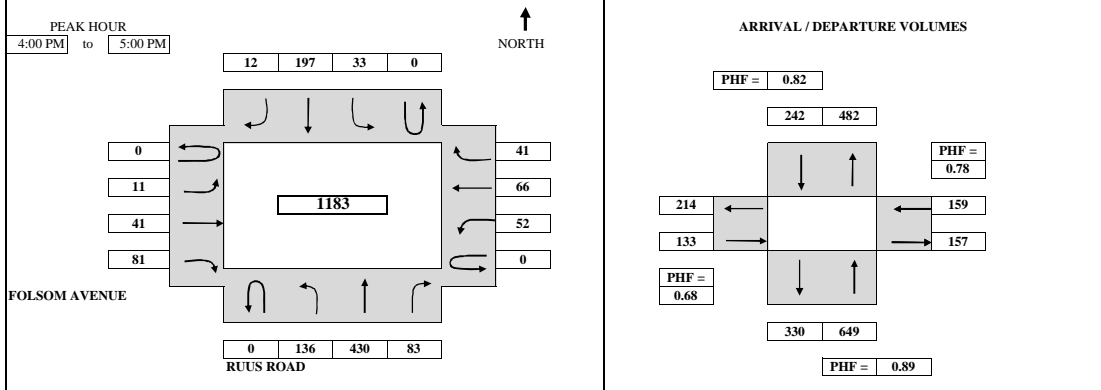 PEAK HOUR
4:00 PM to 5:00 PM
NORTH
12 197 33 0
0 41
11 66
1183
41 52
81 0
FOLSOM AVENUE
0 136 430 83
RUUS ROAD
ARRIVAL / DEPARTURE VOLUMES
PHF = 0.82
242 482
PHF =
0.78
214 159
133 157
PHF =
0.68
330 649
PHF = 0.89